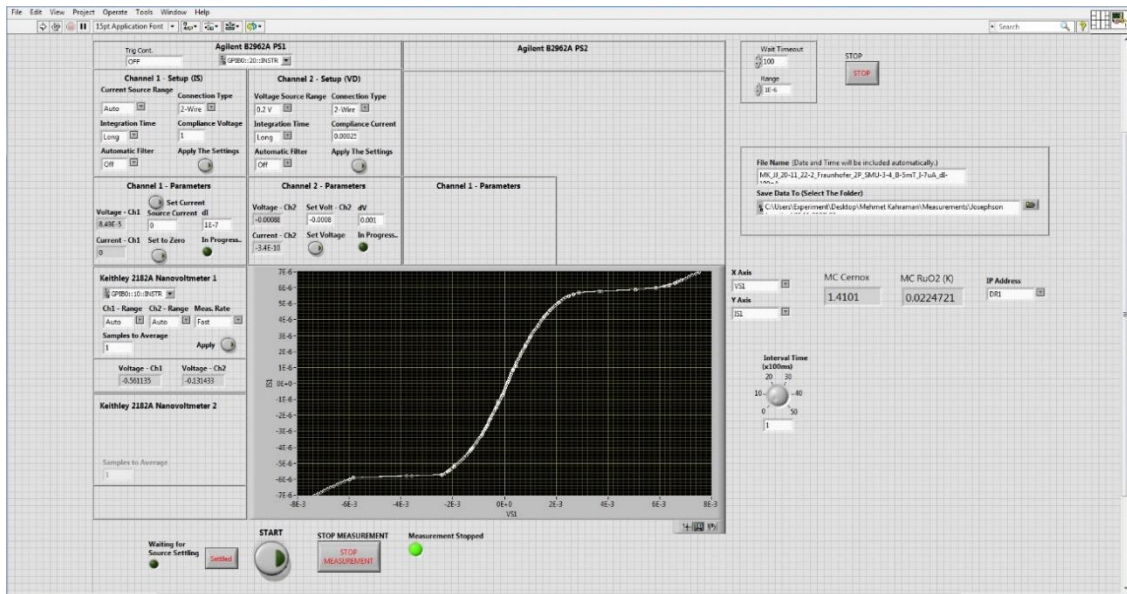 File Edit View Project Operate Tools Window Help
15pt Application Font
Search
Trig Cont.
OFF
Agilent B2962A PS1
GPIB0::20::INSTR
Agilent B2962A PS2
Wait Timeout
100
Range
1E-6
STOP
STOP
Channel 1 - Setup (IS)
Current Source Range
Connection Type
Auto
2-Wire
Integration Time
Compliance Voltage
Long
1
Automatic Filter
Apply The Settings
Off
Channel 2 - Setup (VD)
Voltage Source Range
Connection Type
0.2 V
2-Wire
Integration Time
Compliance Current
Long
0.00025
Automatic Filter
Apply The Settings
Off
File Name (Date and Time will be included automatically.)
Save Data To (Select The Folder)
C:\Users\Experiment\Desktop\Mehmet Kahraman\Measurements\Josephson
Channel 1 - Parameters
Set Current
Voltage - Ch1 Source Current dI
8.49E-5 0 1E-7
Current - Ch1 Set to Zero In Progress..
0
Channel 2 - Parameters
Voltage - Ch2 Set Volt - Ch2 dV
-0.00088 -0.0008 0.001
Current - Ch2 Set Voltage In Progress..
-3.4E-10
Channel 1 - Parameters
Keithley 2182A Nanovoltmeter 1
GPIB0::10::INSTR
Ch1 - Range Ch2 - Range Meas. Rate
Auto Auto Fast
Samples to Average
1
Apply
Voltage - Ch1 Voltage - Ch2
-0.561135 -0.131433
Keithley 2182A Nanovoltmeter 2
Samples to Average
1
7E-6
6E-6
5E-6
4E-6
3E-6
2E-6
1E-6
0E+0
-1E-6
-2E-6
-3E-6
-4E-6
-5E-6
-6E-6
-7E-6
IS1
-8E-3 -6E-3 -4E-3 -2E-3 0E+0 2E-3 4E-3 6E-3 8E-3
VS1
X Axis
VS1
Y Axis
IS1
MC Cernox
1.4101
MC RuO2 (K)
0.0224721
IP Address
DR1
Interval Time
(x100ms)
20 30
10 40
0 50
1
Waiting for
Source Settling
Settled
START
STOP MEASUREMENT
STOP
MEASUREMENT
Measurement Stopped